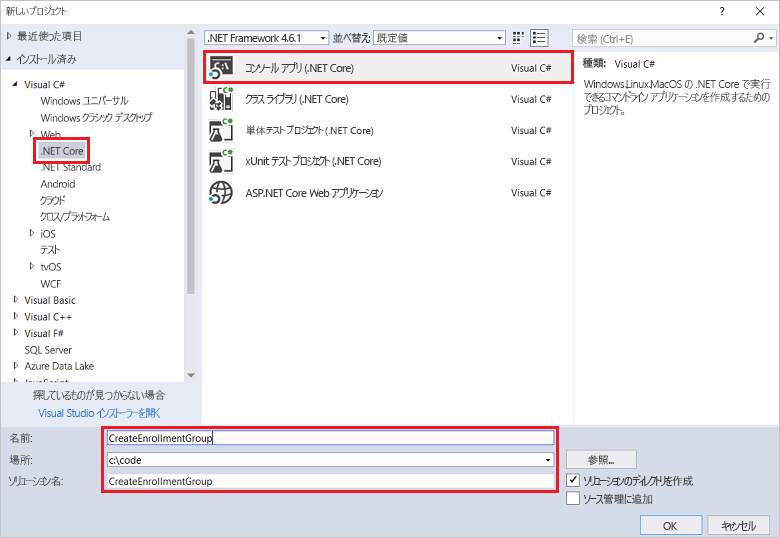 新しいプロジェクト
?
最近使った項目
インストール済み
Visual C#
Windows ユニバーサル
Windows クラシック デスクトップ
Web
.NET Core
.NET Standard
Android
クラウド
クロス/プラットフォーム
iOS
テスト
tvOS
WCF
Visual Basic
Visual C++
Visual F#
SQL Server
Azure Data Lake
JavaScript
探しているものが見つからない場合
Visual Studio インストーラーを開く
.NET Framework 4.6.1 並べ替え: 既定値
コンソール アプリ (.NET Core) Visual C#
クラス ライブラリ (.NET Core) Visual C#
単体テスト プロジェクト (.NET Core) Visual C#
xUnit テスト プロジェクト (.NET Core) Visual C#
ASP.NET Core Web アプリケーション Visual C#
検索 (Ctrl+E)
種類: Visual C#
Windows,Linux,MacOS の .NET Core で実行
できるコマンドライン アプリケーションを作成するための
プロジェクト。
名前: CreateEnrollmentGroup
場所: c:\code 参照...
ソリューション名: CreateEnrollmentGroup
ソリューションのディレクトリを作成
ソース管理に追加
OK キャンセル